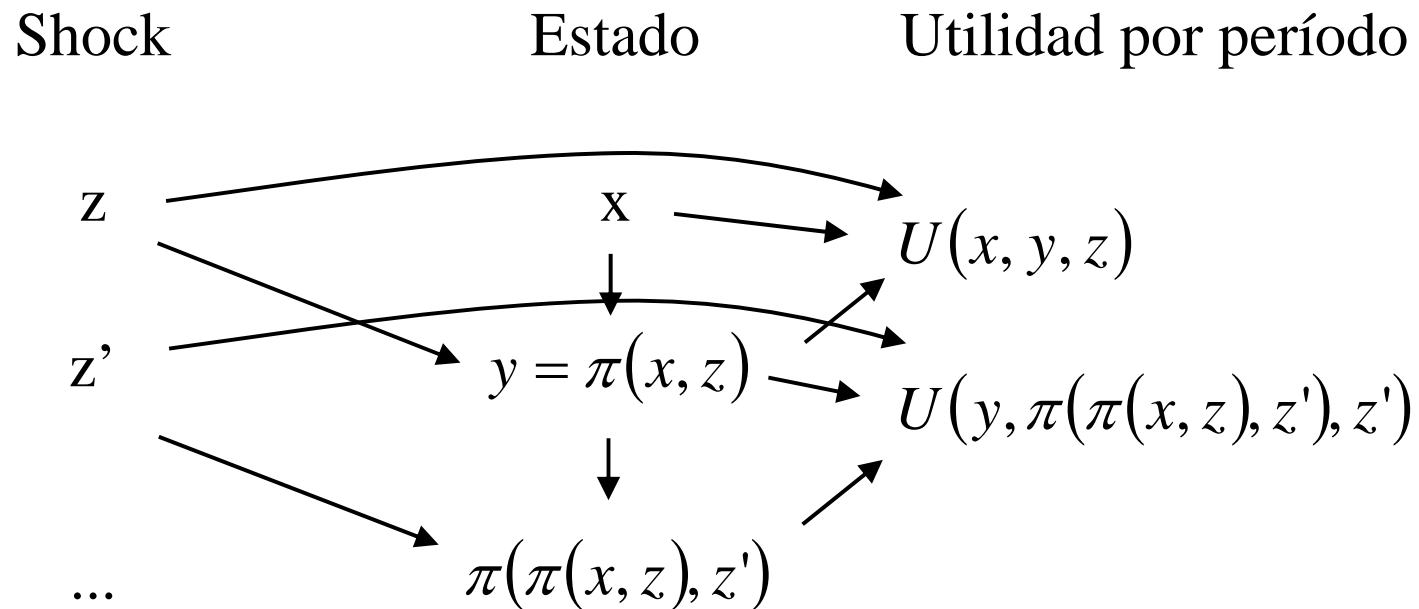 Shock Estado Utilidad por período
z x U(x, y, z)
z’ y = π(x, z) U(y, π(π(x, z), z'), z')
... π(π(x, z), z')